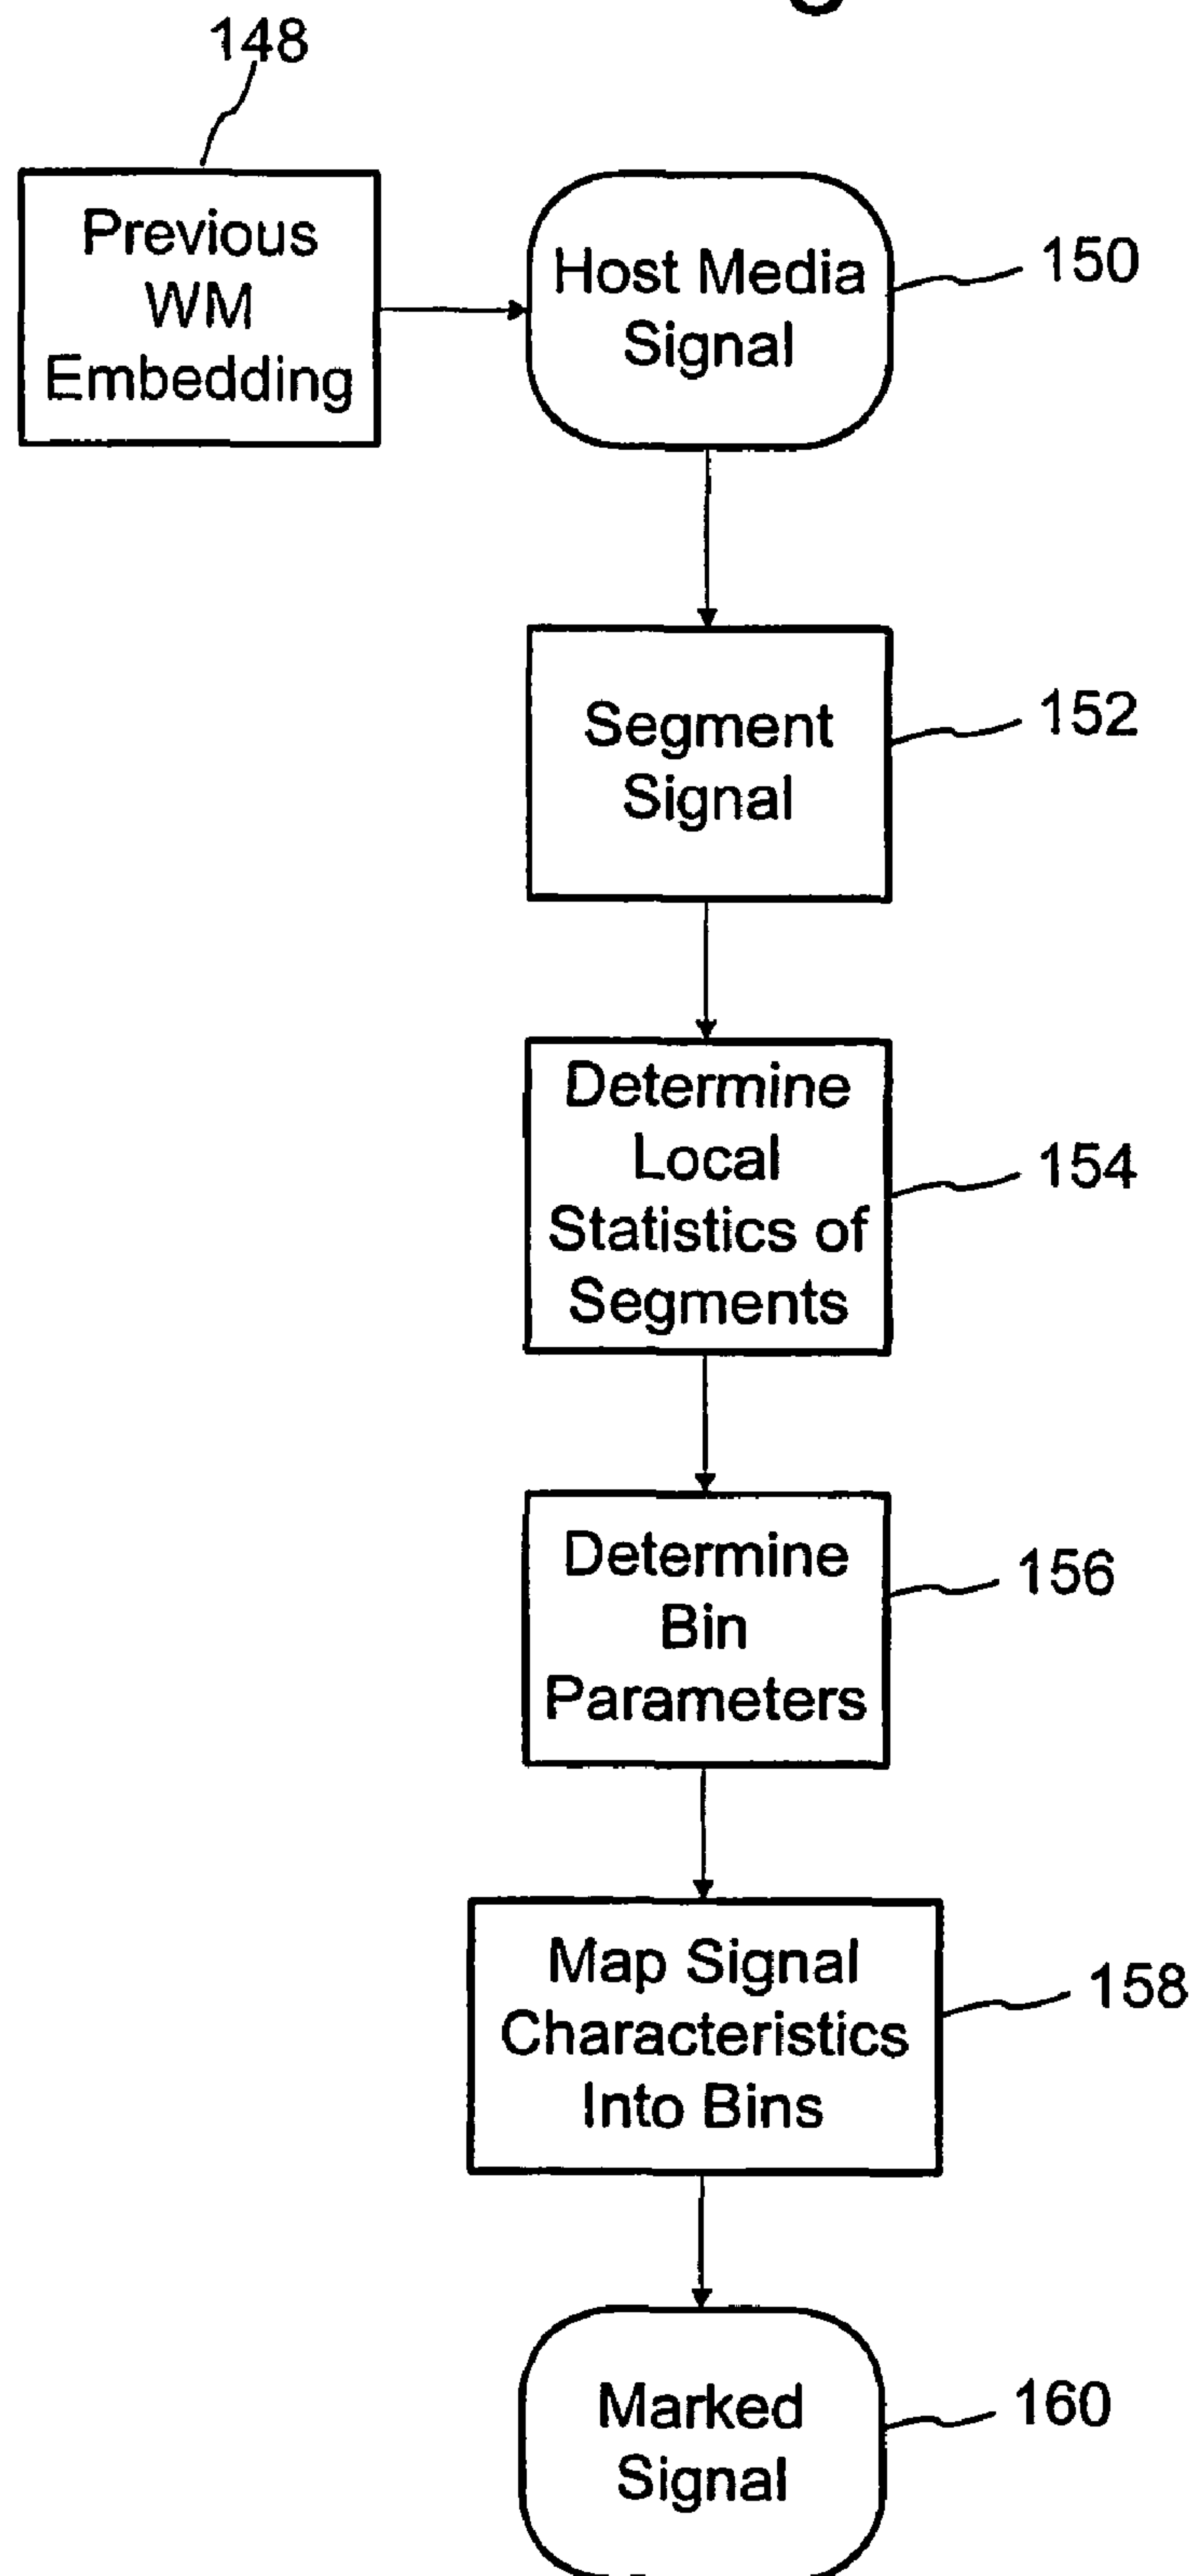 148
Previous
WM
Embedding
Host Media
Signal
150
Segment
Signal
152
Determine
Local
Statistics of
Segments
154
Determine
Bin
Parameters
156
Map Signal
Characteristics
Into Bins
158
Marked
Signal
160